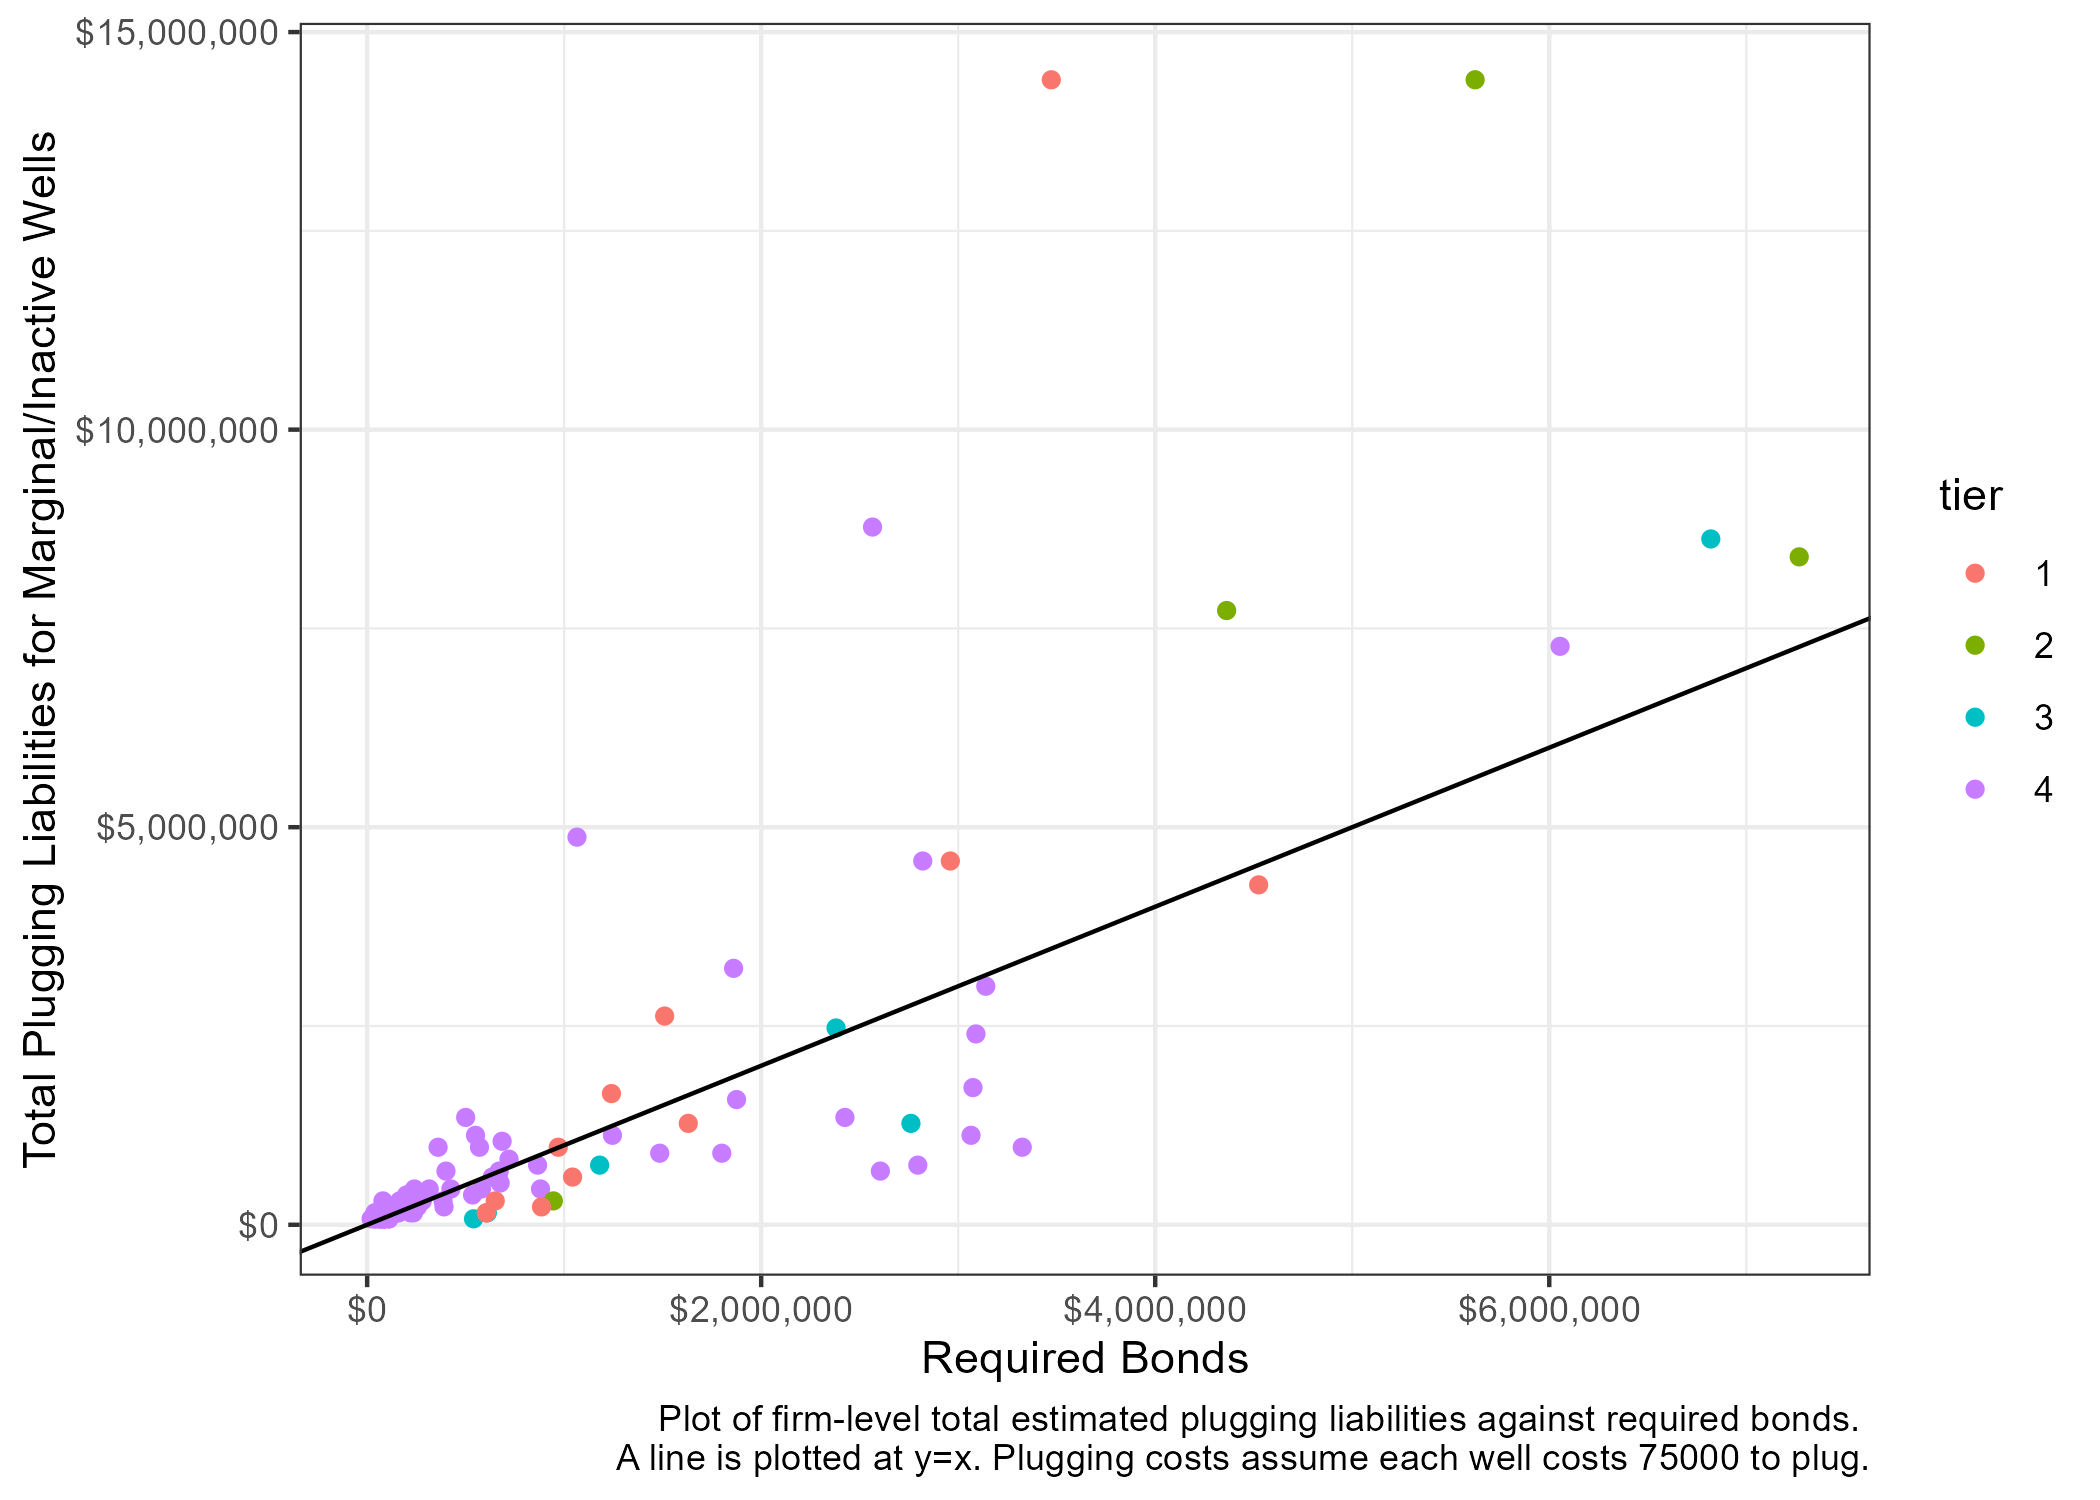 Total Plugging Liabilities for Marginal/Inactive Wells
$15,000,000
$10,000,000
$5,000,000
$0
$0
$2,000,000
$4,000,000
$6,000,000
Required Bonds
tier
1
2
3
4
Plot of firm-level total estimated plugging liabilities against required bonds.
A line is plotted at y=x. Plugging costs assume each well costs 75000 to plug.